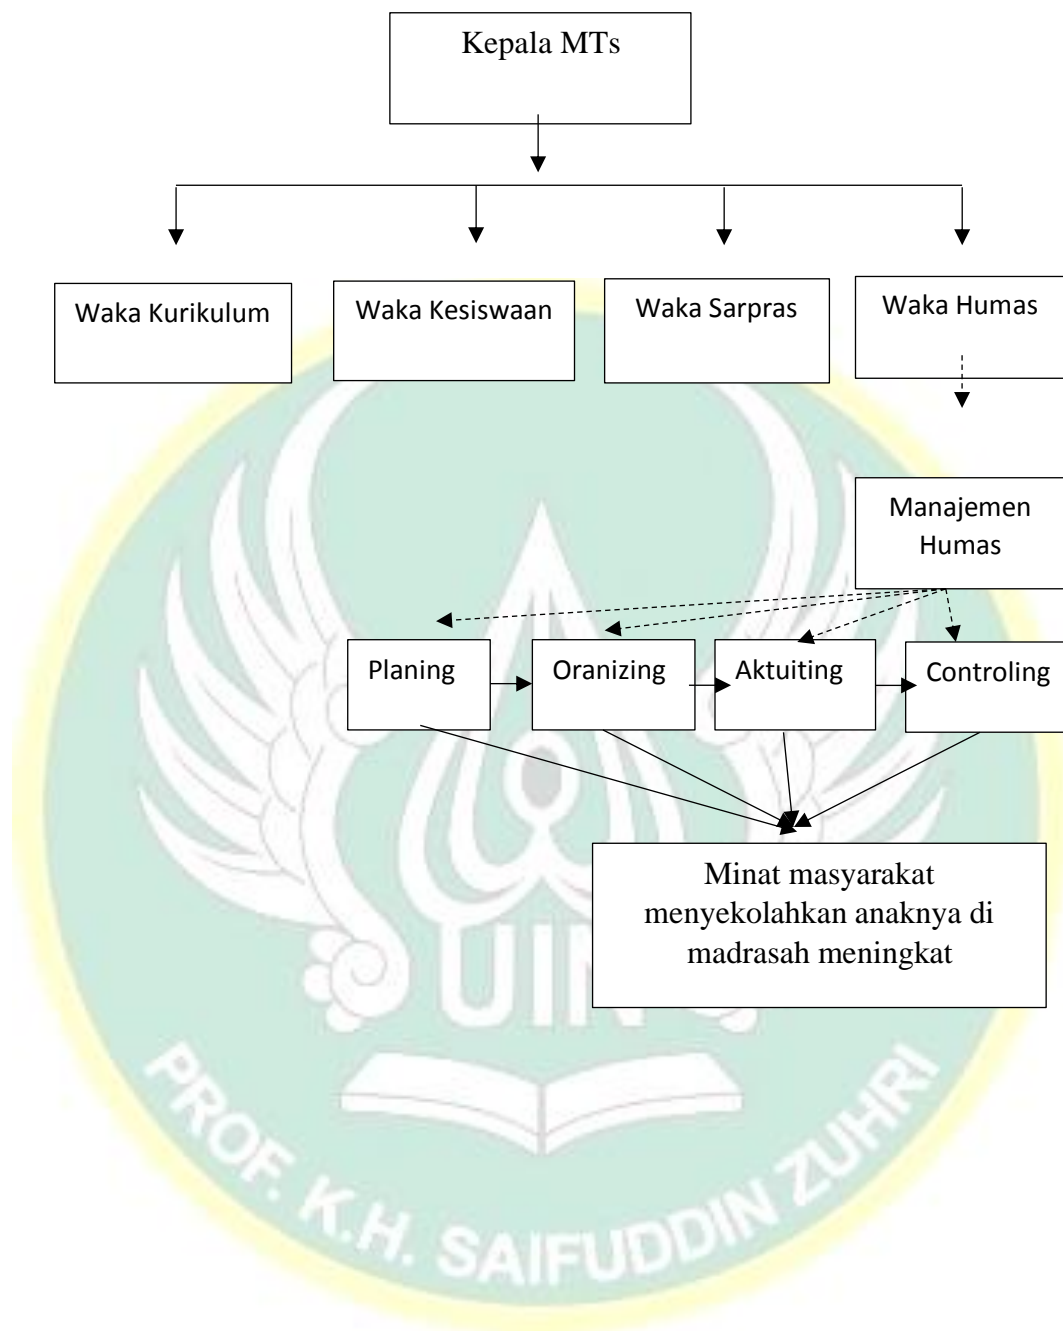 Kepala MTs
Waka Kurikulum
Waka Kesiswaan
Waka Sarpras
Waka Humas
Manajemen
Humas
Planing
Oranizing
Aktuiting
Controling
Minat masyarakat
menyekolahkan anaknya di
madrasah meningkat
UIN
PROF. K.H. SAIFUDDIN ZUHRI